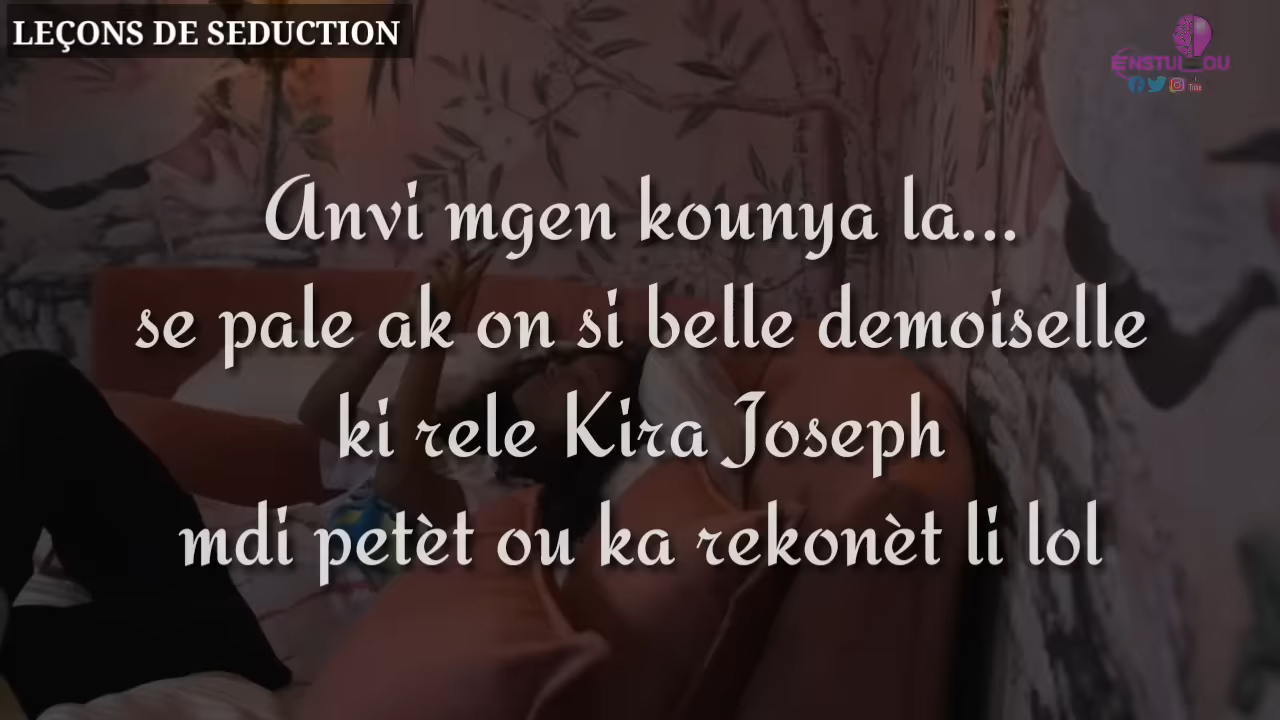 LEÇONS DE SEDUCTION
Anvi mgen kounya la...
se pale ak on si belle demoiselle
ki rele Kira Joseph
mdi petèt ou ka rekonèt li lol